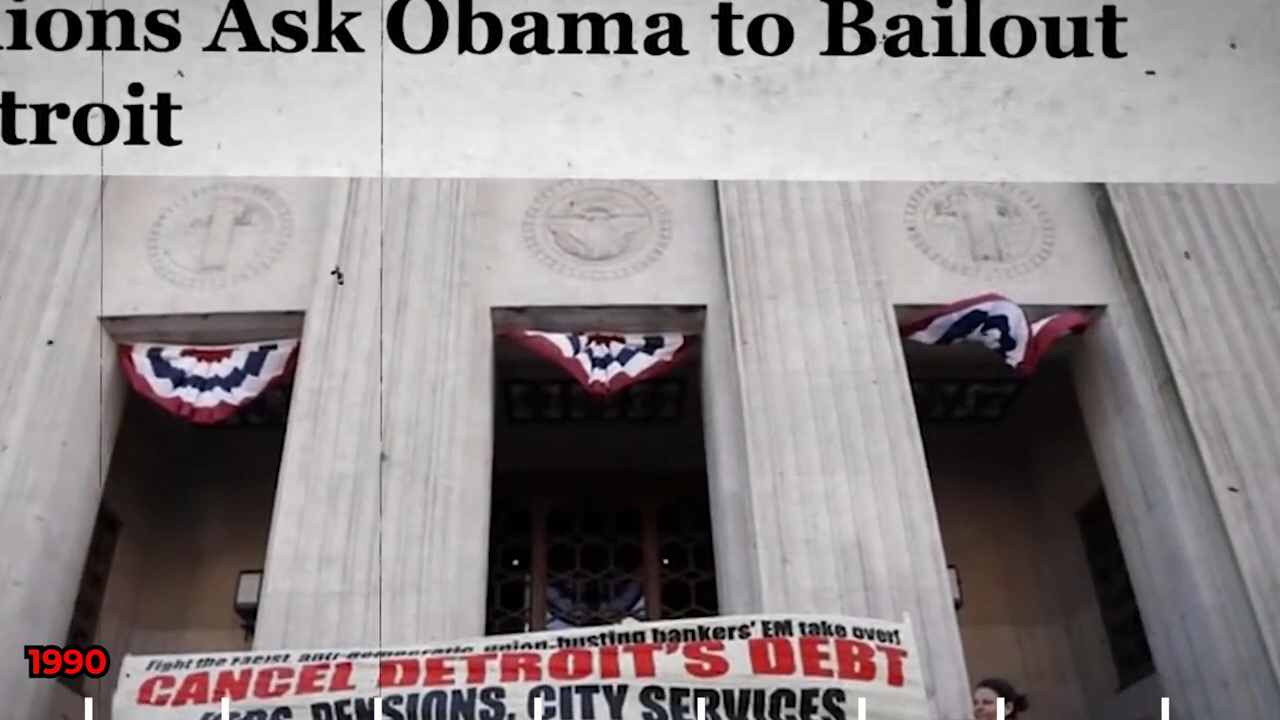 ions Ask Obama to Bailout
troit
Fight the racist, anti-democratic, union-busting bankers' EM take over!
CANCEL DETROIT'S DEBT
PENSIONS, CITY SERVICES
1990